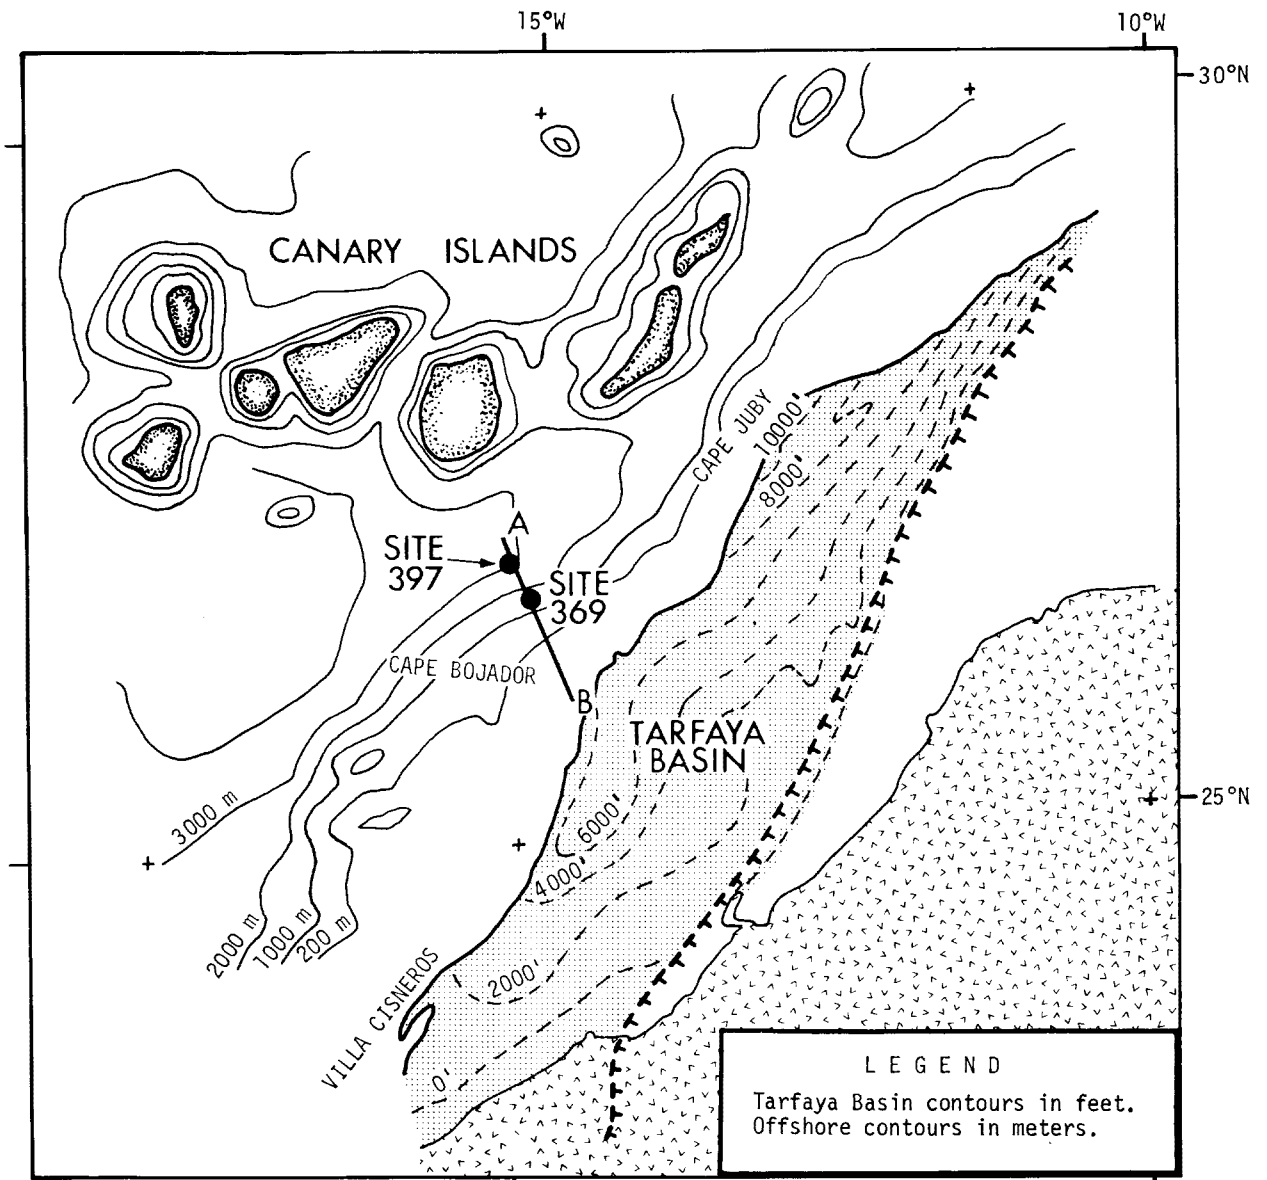 15°W
10°W
30°N
CANARY ISLANDS
CAPE JUBY
10000'
8000'
A
SITE
397
SITE
369
CAPE BOJADOR
B
TARFAYA
BASIN
25°N
3000 m
6000'
4000'
2000 m
1000 m
200 m
2000'
VILLA CISNEROS
0'
LEGEND
Tarfaya Basin contours in feet.
Offshore contours in meters.